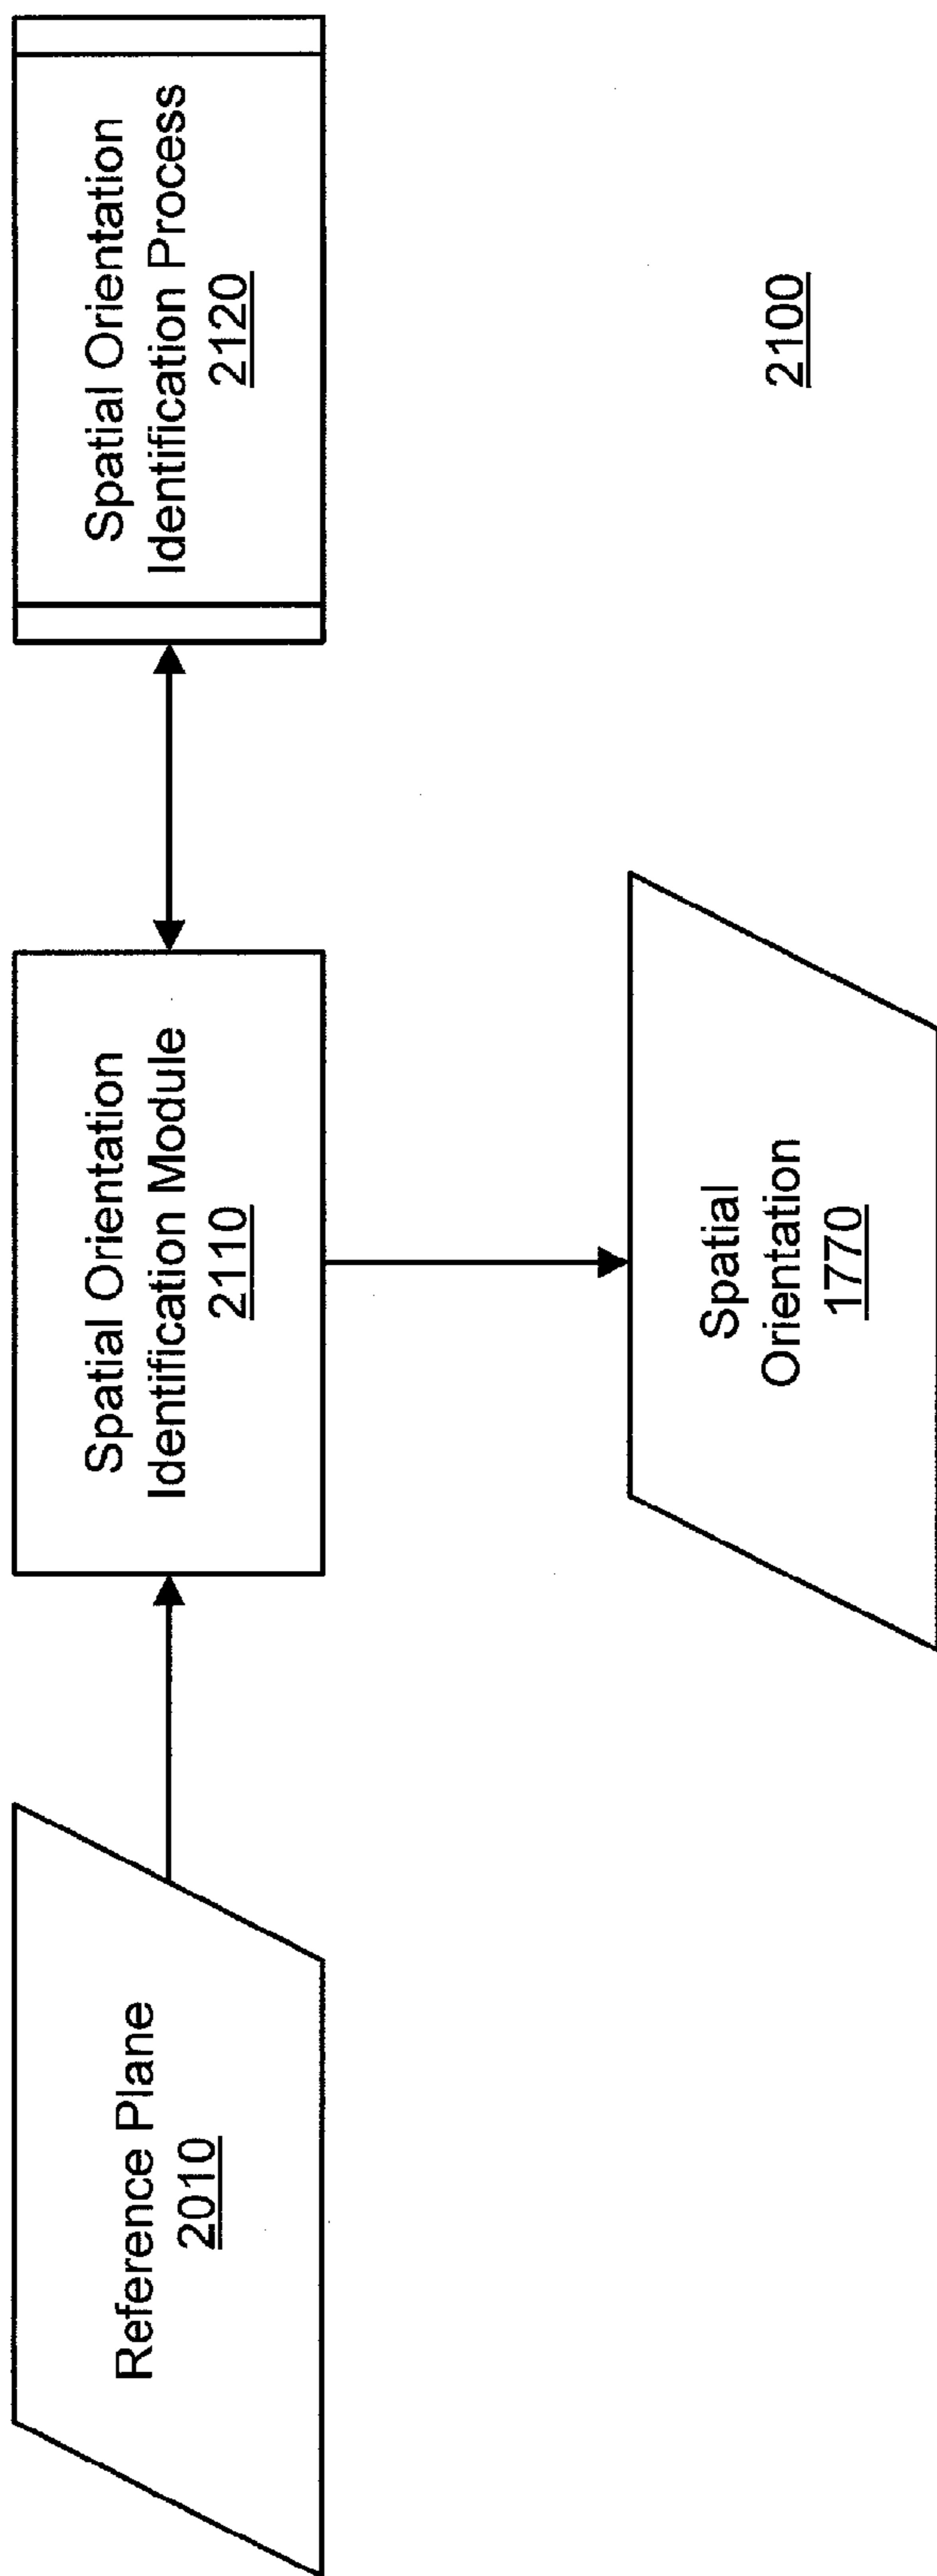 Reference Plane
2010
Spatial Orientation
Identification Module
2110
Spatial Orientation
Identification Process
2120
Spatial
Orientation
1770
2100